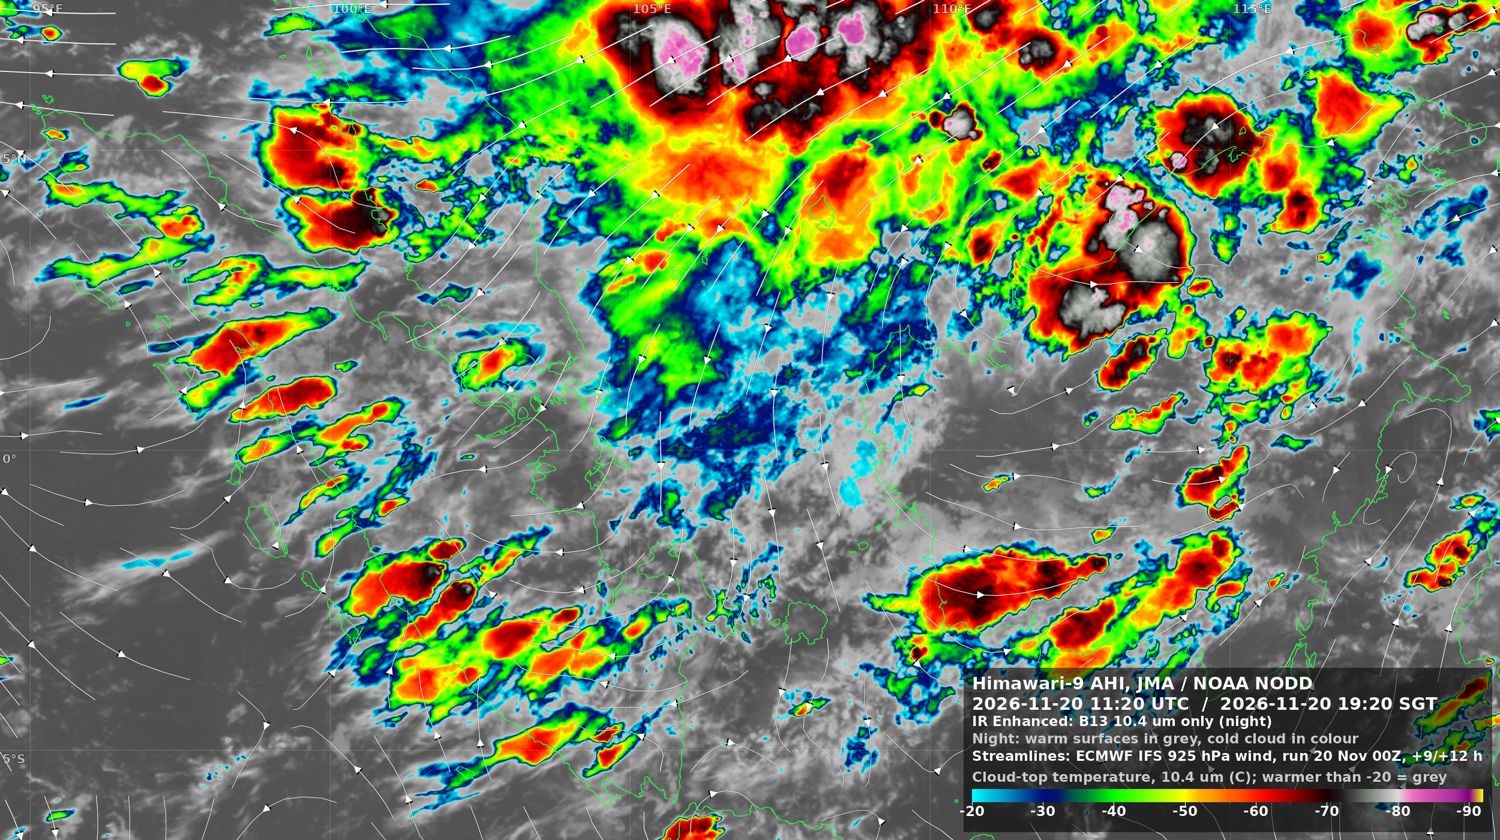 95°E
100°E
105°E
110°E
115°E
5°N
0°
5°S
Himawari-9 AHI, JMA / NOAA NODD
2026-11-20 11:20 UTC / 2026-11-20 19:20 SGT
IR Enhanced: B13 10.4 um only (night)
Night: warm surfaces in grey, cold cloud in colour
Streamlines: ECMWF IFS 925 hPa wind, run 20 Nov 00Z, +9/+12 h
Cloud-top temperature, 10.4 um (C); warmer than -20 = grey
-20 -30 -40 -50 -60 -70 -80 -90